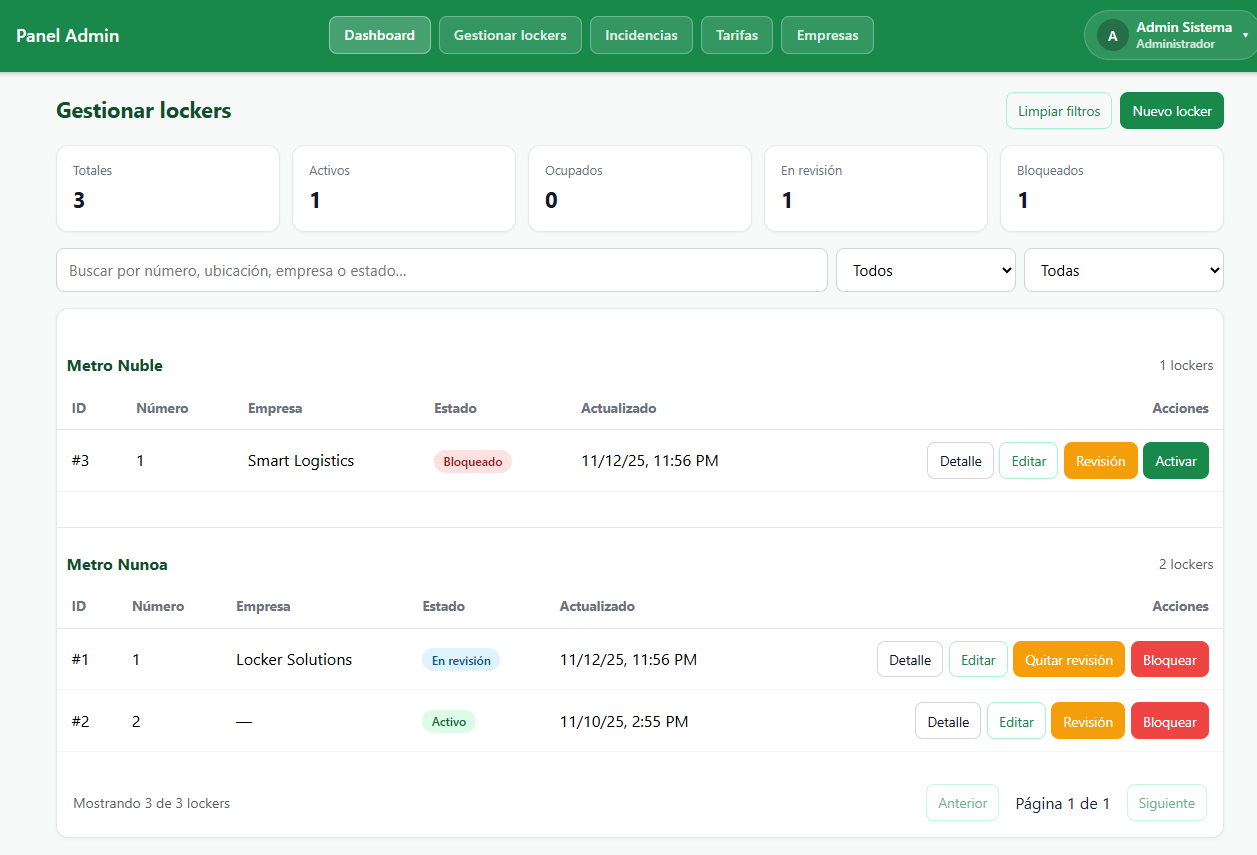 Panel Admin Dashboard Gestionar lockers Incidencias Tarifas Empresas A Admin Sistema
Administrador
Gestionar lockers Limpiar filtros Nuevo locker
Totales Activos Ocupados En revisión Bloqueados
3 1 0 1 1
Buscar por número, ubicación, empresa o estado... Todos Todas
Metro Nuble 1 lockers
ID Número Empresa Estado Actualizado Acciones
#3 1 Smart Logistics Bloqueado 11/12/25, 11:56 PM Detalle Editar Revisión Activar
Metro Nunoa 2 lockers
ID Número Empresa Estado Actualizado Acciones
#1 1 Locker Solutions En revisión 11/12/25, 11:56 PM Detalle Editar Quitar revisión Bloquear
#2 2 — Activo 11/10/25, 2:55 PM Detalle Editar Revisión Bloquear
Mostrando 3 de 3 lockers Anterior Página 1 de 1 Siguiente